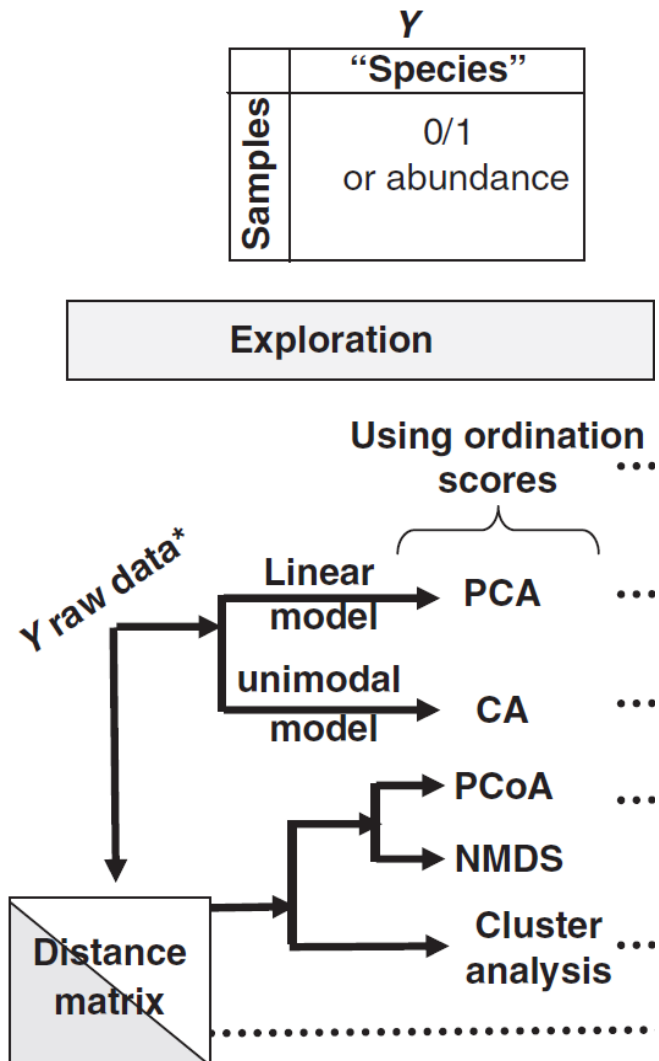 Y
“Species”
Samples
0/1
or abundance
Exploration
Using ordination
scores
Y raw data*
Linear
model
PCA
unimodal
model
CA
PCoA
NMDS
Cluster
analysis
Distance
matrix